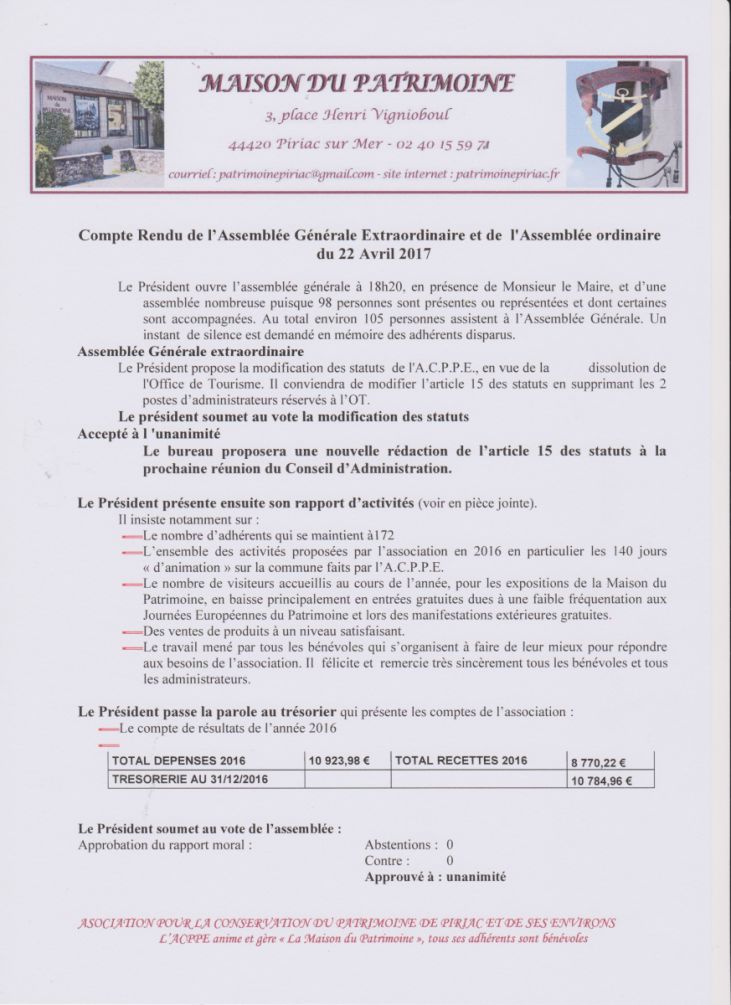 MAISON DU PATRIMOINE
3, place Henri Vignioboul
44420 Piriac sur Mer - 02 40 15 59 71
courriel : patrimoinepiriac@gmail.com - site internet : patrimoinepiriac.fr
MAISON
du
PATRIMOINE
Compte Rendu de l'Assemblée Générale Extraordinaire et de l'Assemblée ordinaire
du 22 Avril 2017
Le Président ouvre l'assemblée générale à 18h20, en présence de Monsieur le Maire, et d'une
assemblée nombreuse puisque 98 personnes sont présentes ou représentées et dont certaines
sont accompagnées. Au total environ 105 personnes assistent à l'Assemblée Générale. Un
instant de silence est demandé en mémoire des adhérents disparus.
Assemblée Générale extraordinaire
Le Président propose la modification des statuts de l'A.C.P.P.E., en vue de la dissolution de
l'Office de Tourisme. Il conviendra de modifier l'article 15 des statuts en supprimant les 2
postes d'administrateurs réservés à l'OT.
Le président soumet au vote la modification des statuts
Accepté à l 'unanimité
Le bureau proposera une nouvelle rédaction de l'article 15 des statuts à la
prochaine réunion du Conseil d'Administration.
Le Président présente ensuite son rapport d'activités (voir en pièce jointe).
Il insiste notamment sur :
Le nombre d'adhérents qui se maintient à172
L'ensemble des activités proposées par l'association en 2016 en particulier les 140 jours
« d'animation » sur la commune faits par l'A.C.P.P.E.
Le nombre de visiteurs accueillis au cours de l'année, pour les expositions de la Maison du
Patrimoine, en baisse principalement en entrées gratuites dues à une faible fréquentation aux
Journées Européennes du Patrimoine et lors des manifestations extérieures gratuites.
Des ventes de produits à un niveau satisfaisant.
Le travail mené par tous les bénévoles qui s'organisent à faire de leur mieux pour répondre
aux besoins de l'association. Il félicite et remercie très sincèrement tous les bénévoles et tous
les administrateurs.
Le Président passe la parole au trésorier qui présente les comptes de l'association :
Le compte de résultats de l'année 2016
TOTAL DEPENSES 2016 10 923,98 € TOTAL RECETTES 2016 8 770,22 €
TRESORERIE AU 31/12/2016 10 784,96 €
Le Président soumet au vote de l'assemblée :
Approbation du rapport moral : Abstentions : 0
Contre : 0
Approuvé à : unanimité
ASOCIATION POUR LA CONSERVATION DU PATRIMOINE DE PIRIAC ET DE SES ENVIRONS
L'ACPPE anime et gère « La Maison du Patrimoine », tous ses adhérents sont bénévoles